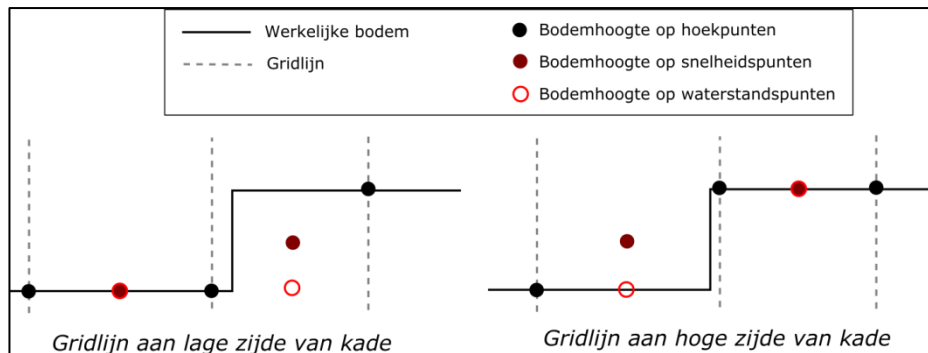 Werkelijke bodem
Gridlijn
Bodemhoogte op hoekpunten
Bodemhoogte op snelheidspunten
Bodemhoogte op waterstandspunten
Gridlijn aan lage zijde van kade
Gridlijn aan hoge zijde van kade